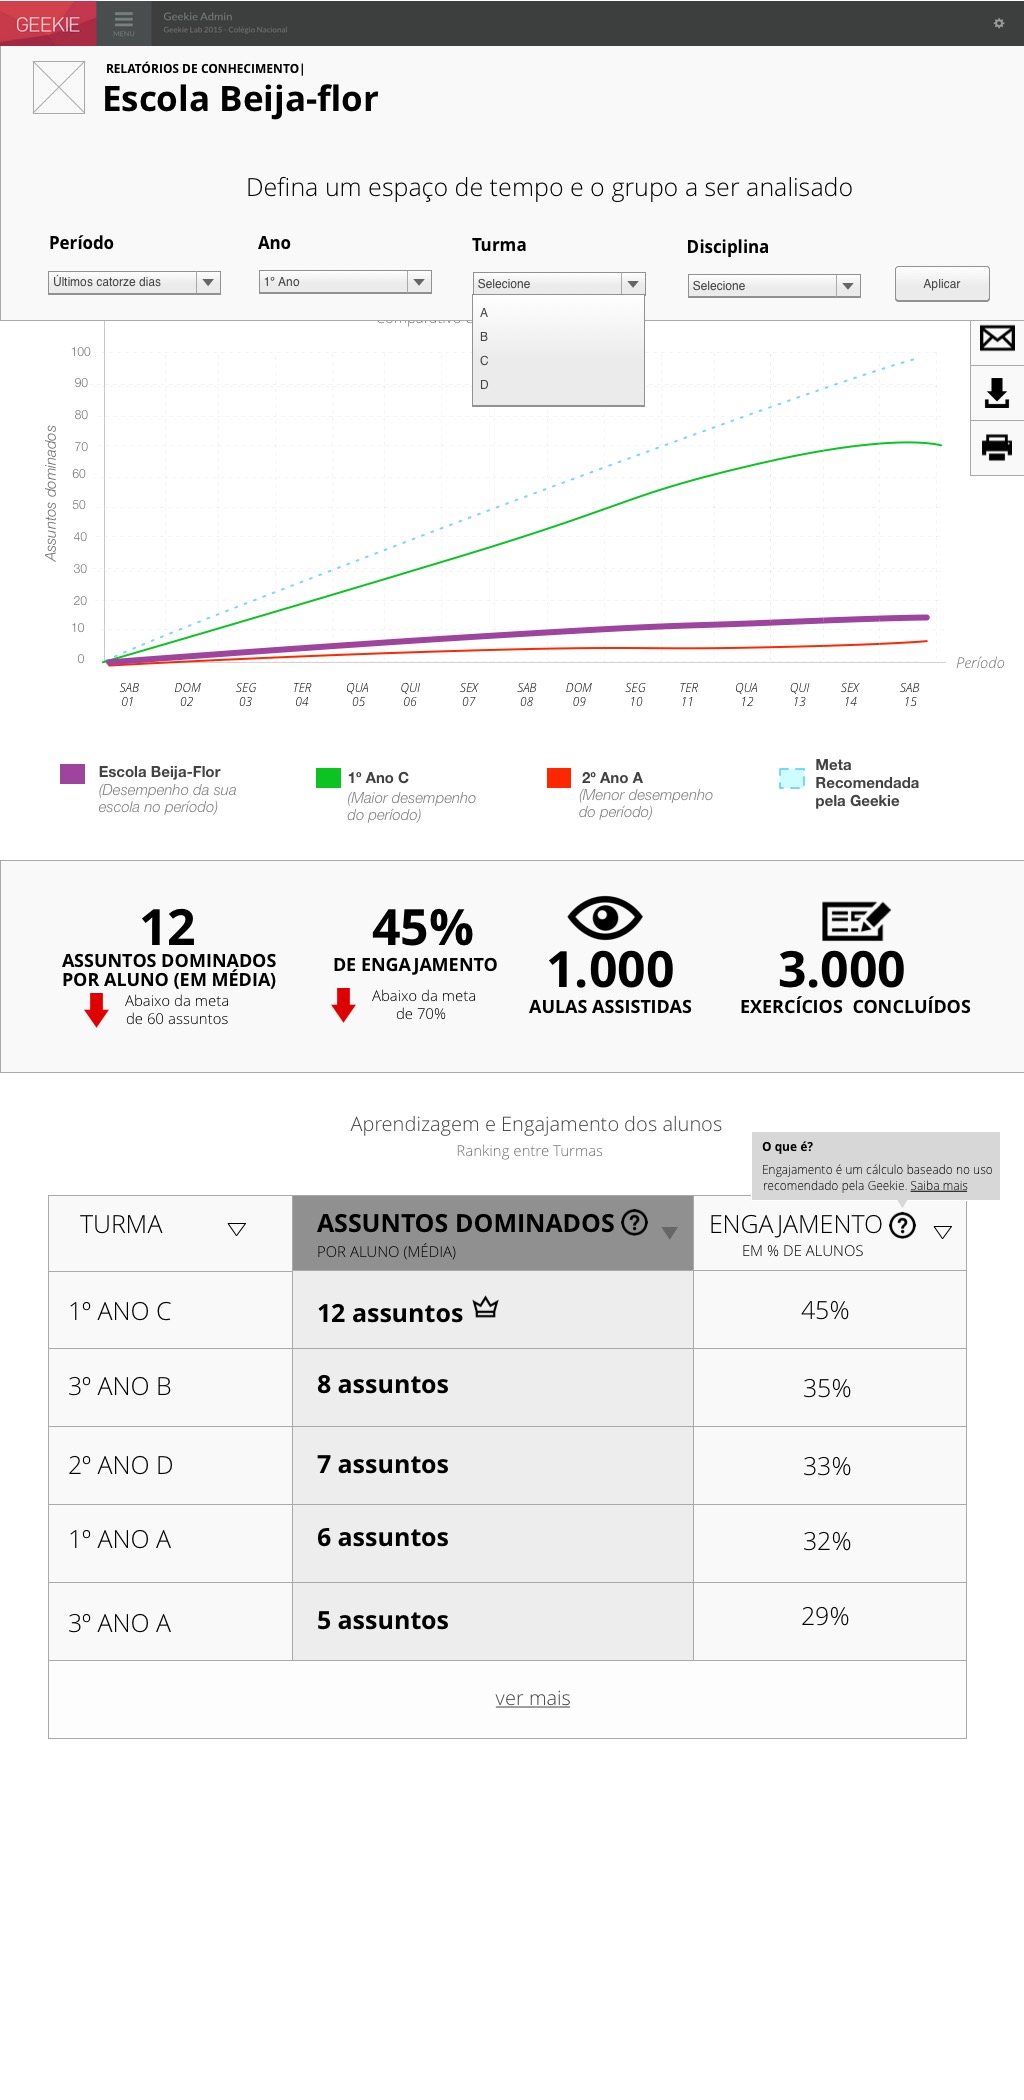 GEEKIE
MENU
Geekie Admin
Geekie Lab 2015 - Colégio Nacional
RELATÓRIOS DE CONHECIMENTO|
Escola Beija-flor
Defina um espaço de tempo e o grupo a ser analisado
Período
Ano
Turma
Disciplina
Últimos catorze dias
1º Ano
Selecione
Selecione
Aplicar
A
B
C
D
Comparativo
100
90
80
70
60
50
40
30
20
10
0
Assuntos dominados
Período
SAB DOM SEG TER QUA QUI SEX SAB DOM SEG TER QUA QUI SEX SAB
01 02 03 04 05 06 07 08 09 10 11 12 13 14 15
Escola Beija-Flor
(Desempenho da sua
escola no período)
1º Ano C
(Maior desempenho
do período)
2º Ano A
(Menor desempenho
do período)
Meta
Recomendada
pela Geekie
12
ASSUNTOS DOMINADOS
POR ALUNO (EM MÉDIA)
Abaixo da meta
de 60 assuntos
45%
DE ENGAJAMENTO
Abaixo da meta
de 70%
1.000
AULAS ASSISTIDAS
3.000
EXERCÍCIOS CONCLUÍDOS
Aprendizagem e Engajamento dos alunos
Ranking entre Turmas
O que é?
Engajamento é um cálculo baseado no uso
recomendado pela Geekie. Saiba mais
TURMA
ASSUNTOS DOMINADOS ?
POR ALUNO (MÉDIA)
ENGAJAMENTO ?
EM % DE ALUNOS
1º ANO C 12 assuntos 45%
3º ANO B 8 assuntos 35%
2º ANO D 7 assuntos 33%
1º ANO A 6 assuntos 32%
3º ANO A 5 assuntos 29%
ver mais